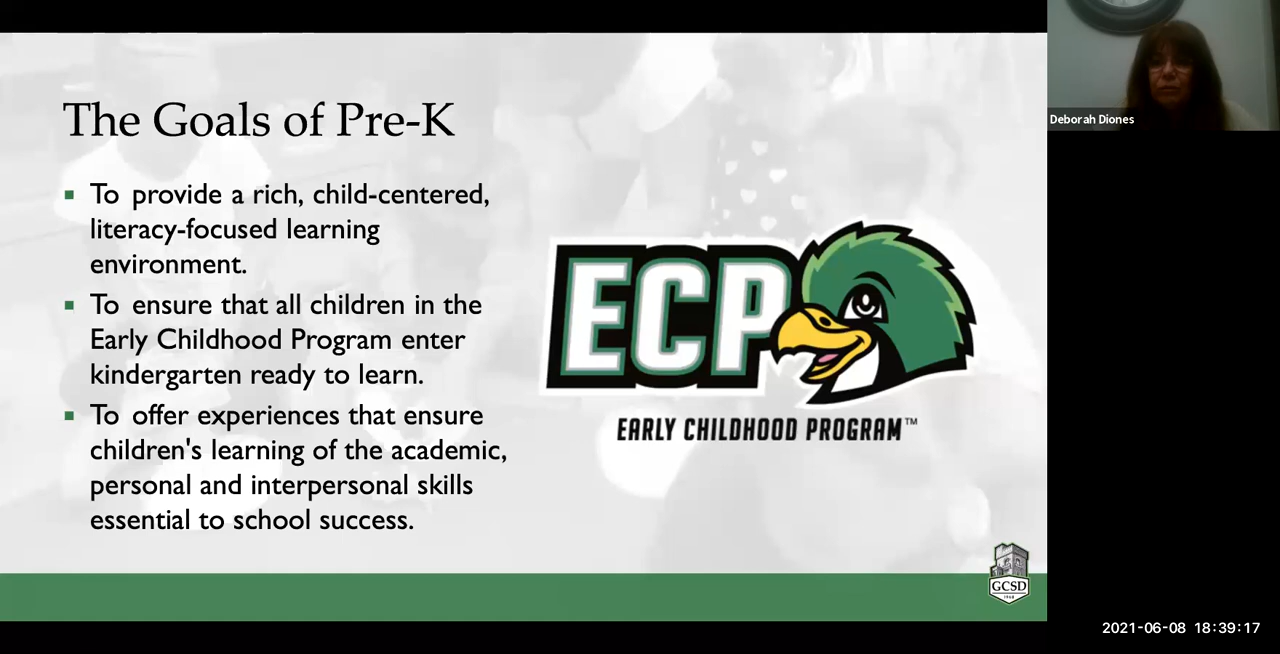 The Goals of Pre-K
To provide a rich, child-centered,
literacy-focused learning
environment.
To ensure that all children in the
Early Childhood Program enter
kindergarten ready to learn.
To offer experiences that ensure
children's learning of the academic,
personal and interpersonal skills
essential to school success.
ECP
EARLY CHILDHOOD PROGRAM™
GCSD
Deborah Diones
2021-06-08 18:39:17